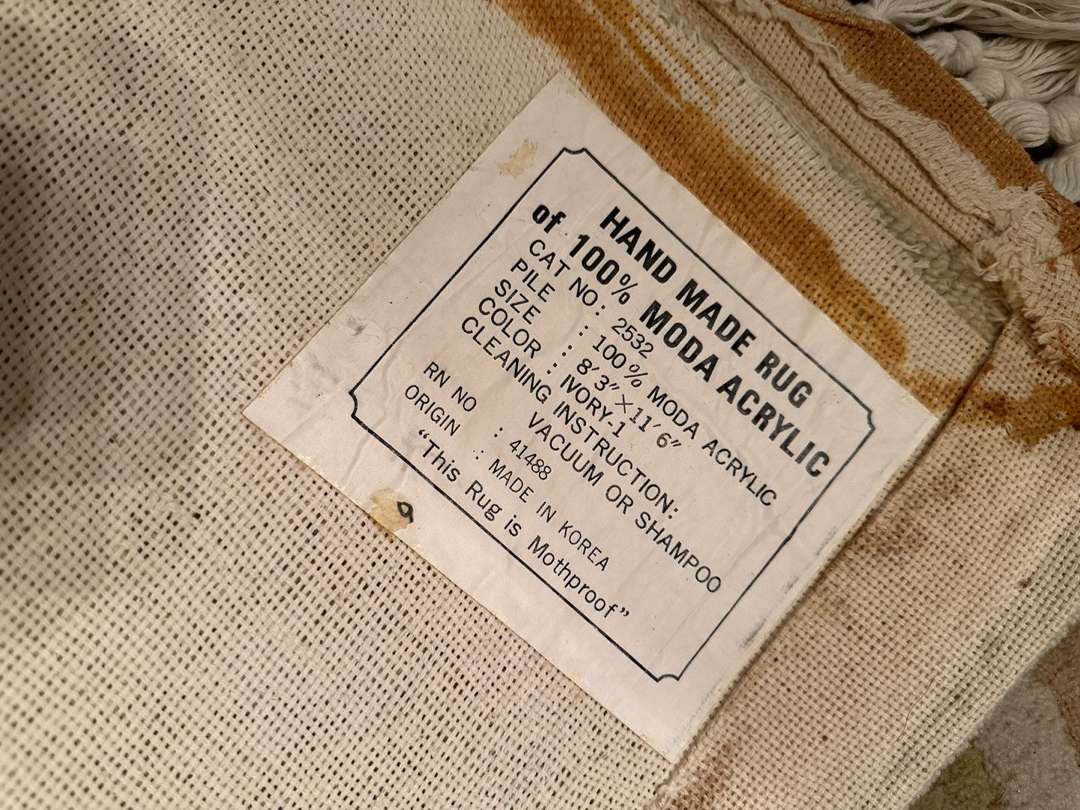 HAND MADE RUG
of 100% MODA ACRYLIC
CAT NO : 2532
PILE : 100% MODA ACRYLIC
SIZE : 8′3″×11′6″
COLOR : IVORY-1
CLEANING INSTRUCTION:
VACUUM OR SHAMPOO
RN NO : 41488
ORIGIN : MADE IN KOREA
“This Rug is Mothproof”